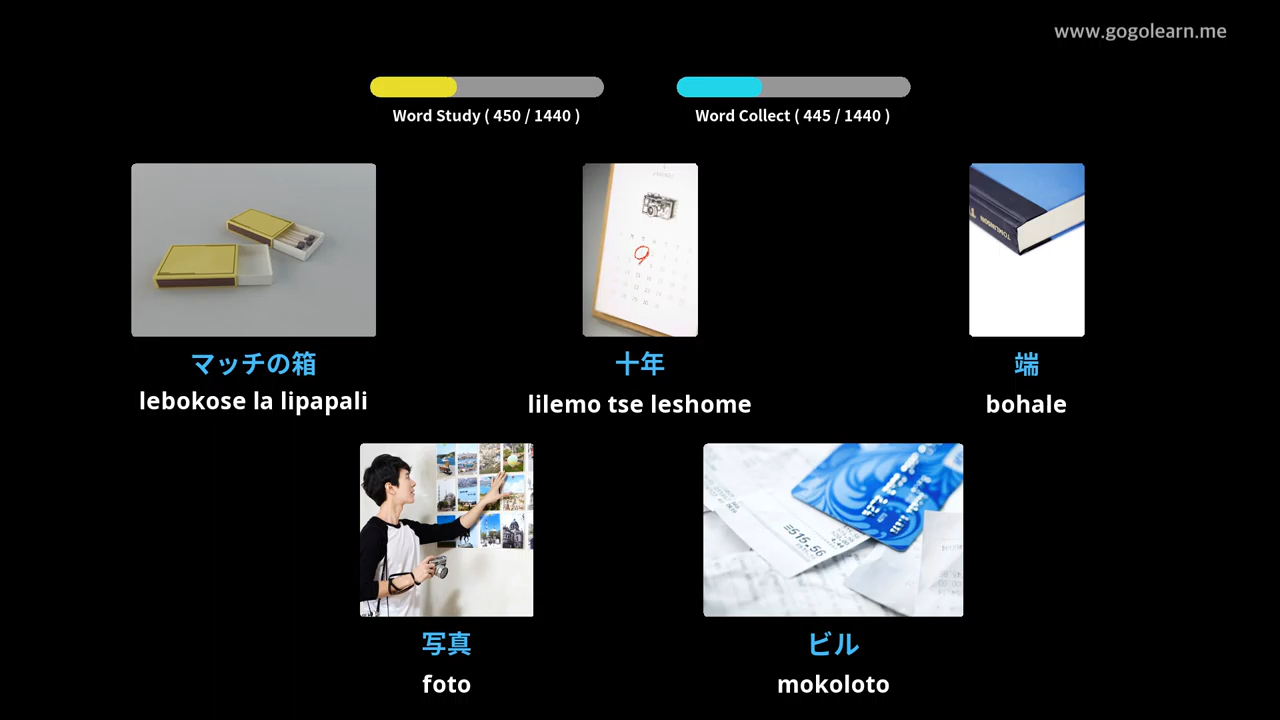 www.gogolearn.me
Word Study ( 450 / 1440 )
Word Collect ( 445 / 1440 )
TOMLINSON
マッチの箱
lebokose la lipapali
十年
lilemo tse leshome
端
bohale
写真
foto
ビル
mokoloto